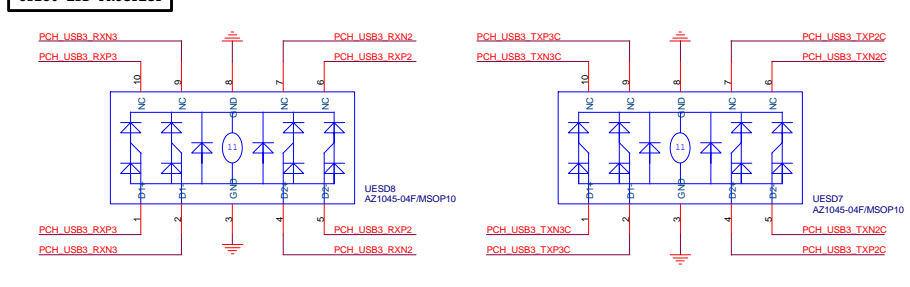 PCH_USB3_RXN3
PCH_USB3_RXP3
PCH_USB3_RXN2
PCH_USB3_RXP2
10
9
8
7
6
NC
NC
GND
NC
NC
11
D1+
D1-
GND
D2+
D2-
UESD8
AZ1045-04F/MSOP10
1
2
3
4
5
PCH_USB3_RXP3
PCH_USB3_RXN3
PCH_USB3_RXP2
PCH_USB3_RXN2
PCH_USB3_TXP3C
PCH_USB3_TXN3C
PCH_USB3_TXP2C
PCH_USB3_TXN2C
10
9
8
7
6
NC
NC
GND
NC
NC
11
D1+
D1-
GND
D2+
D2-
UESD7
AZ1045-04F/MSOP10
1
2
3
4
5
PCH_USB3_TXN3C
PCH_USB3_TXP3C
PCH_USB3_TXN2C
PCH_USB3_TXP2C